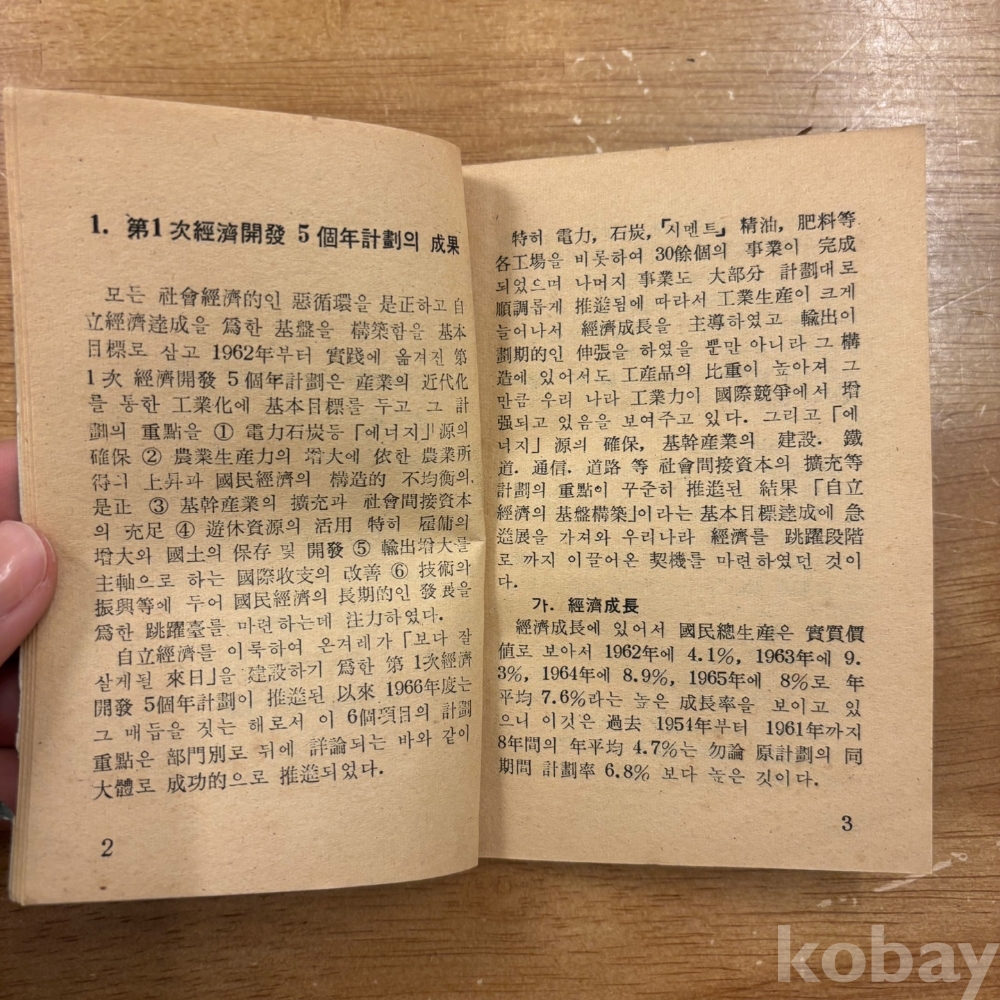 1. 第1次經濟開發 5個年計劃의 成果
모든 社會經濟的인 惡循環을 是正하고 自
立經濟達成을 爲한 基盤을 構築함을 基本
目標로 삼고 1962年부터 實踐에 옮겨진 第
1次 經濟開發 5個年計劃은 産業의 近代化
를 통한 工業化에 基本目標를 두고 그 計
劃의 重點을 ① 電力石炭等「에너지」源의
確保 ② 農業生産力의 增大에 依한 農業所
得의 上昇과 國民經濟의 構造的 不均衡의
是正 ③ 基幹産業의 擴充과 社會間接資本
의 充足 ④ 遊休資源의 活用 特히 雇傭의
增大와 國土의 保存 및 開發 ⑤ 輸出增大를
主軸으로 하는 國際收支의 改善 ⑥ 技術의
振興等에 두어 國民經濟의 長期的인 發展을
爲한 跳躍臺를 마련하는데 注力하였다.
自立經濟를 이룩하여 온겨레가「보다 잘
살게될 來日」을 建設하기 爲한 第1次經濟
開發 5個年計劃이 推進된 以來 1966年度는
그 매듭을 짓는 해로서 이 6個項目의 計劃
重點은 部門別로 뒤에 詳論되는 바와 같이
大體로 成功的으로 推進되었다.
2
特히 電力, 石炭,「시멘트」精油, 肥料等
各工場을 비롯하여 30餘個의 事業이 完成
되었으며 나머지 事業도 大部分 計劃대로
順調롭게 推進됨에 따라서 工業生産이 크게
늘어나서 經濟成長을 主導하였고 輸出이
劃期的인 伸張을 하였을 뿐만 아니라 그 構
造에 있어서도 工産品의 比重이 높아져 그
만큼 우리 나라 工業力이 國際競爭에서 增
强되고 있음을 보여주고 있다. 그리고「에
너지」源의 確保, 基幹産業의 建設. 鐵
道. 通信. 道路 等 社會間接資本의 擴充等
計劃의 重點이 꾸준히 推進된 結果「自立
經濟의 基盤構築」이라는 基本目標達成에 急
進展을 가져와 우리나라 經濟를 跳躍段階
로 까지 이끌어온 契機를 마련하였던 것이
다.
가. 經濟成長
經濟成長에 있어서 國民總生産은 實質價
値로 보아서 1962年에 4.1%, 1963年에 9.
3%, 1964年에 8.9%, 1965年에 8%로 年
平均 7.6%라는 높은 成長率을 보이고 있
으니 이것은 過去 1954年부터 1961年까지
8年間의 年平均 4.7%는 勿論 原計劃의 同
期間 計劃率 6.8% 보다 높은 것이다.
3
kobay